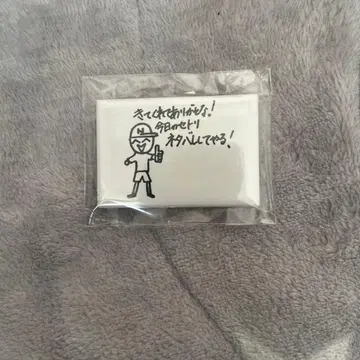 きてくれてありがとな!
今日のセトリ
ネタバレしてやる!
N